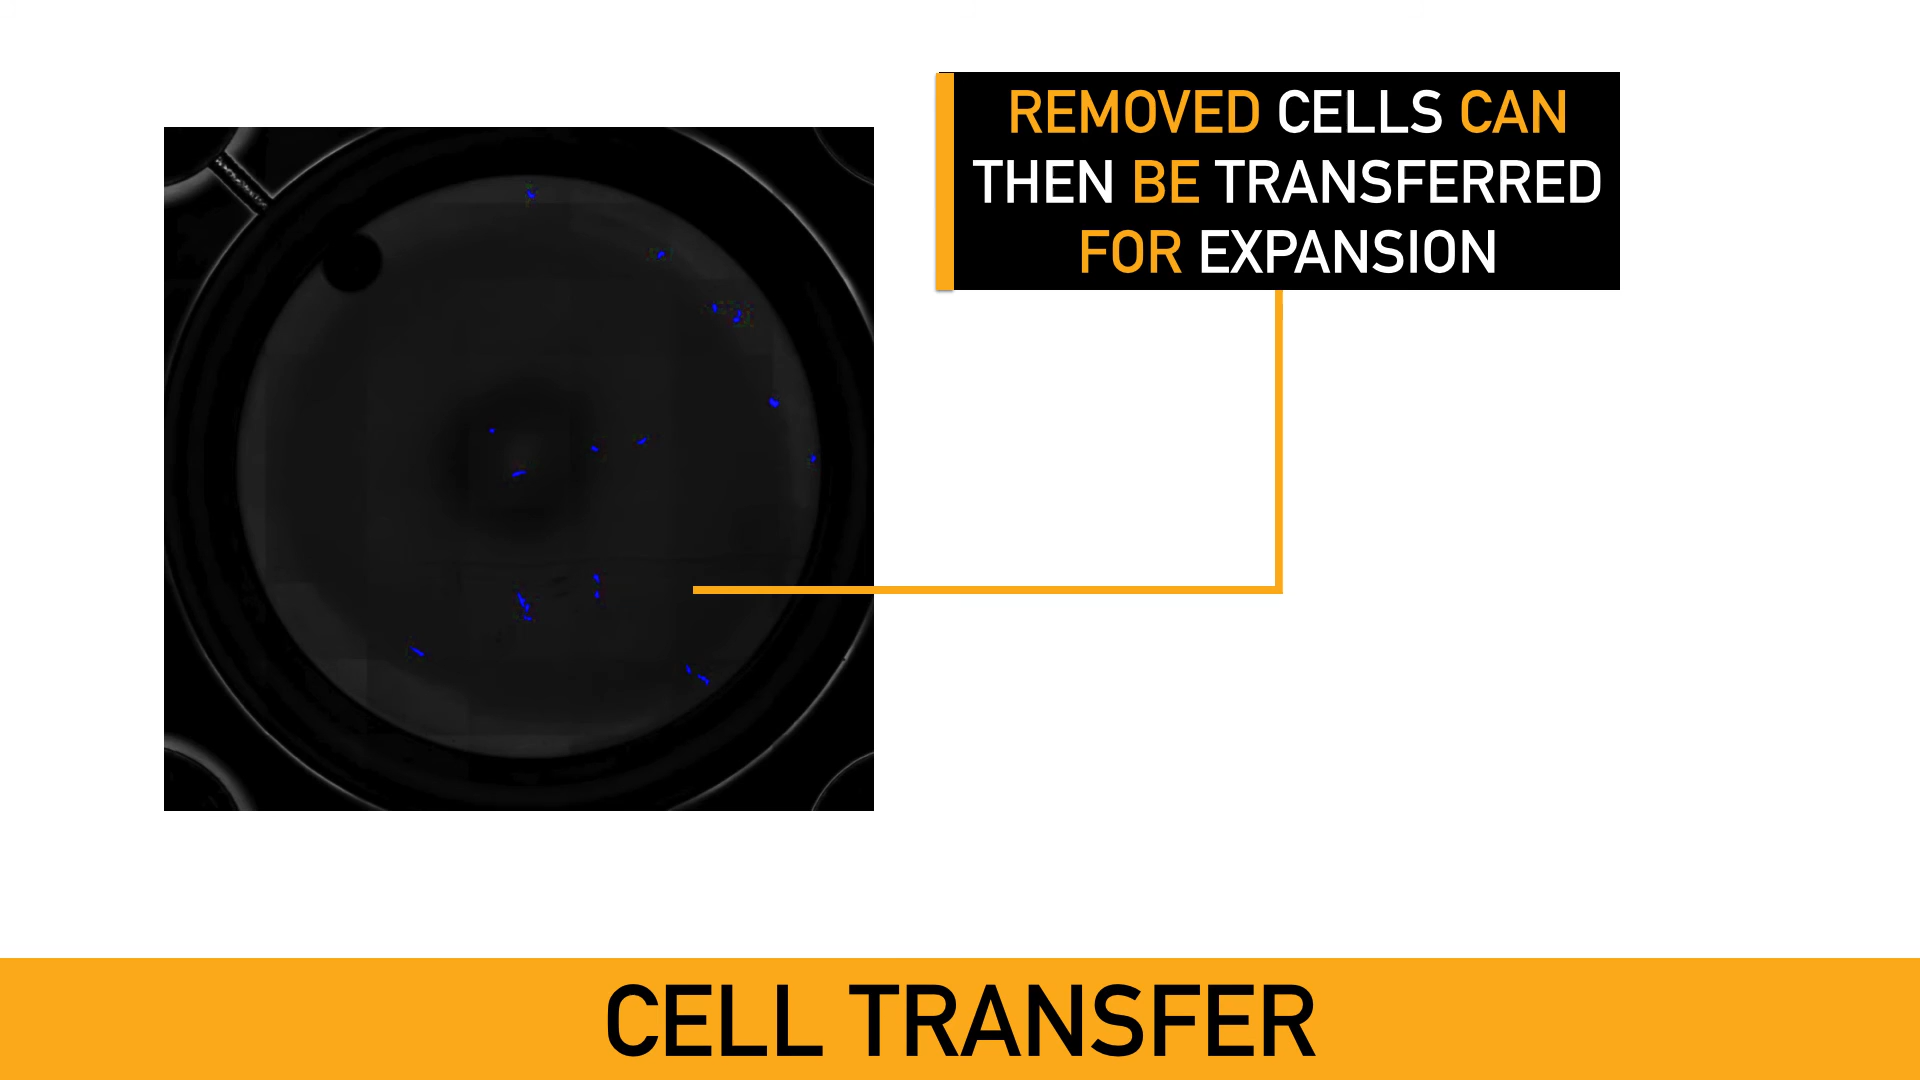 REMOVED CELLS CAN
THEN BE TRANSFERRED
FOR EXPANSION
CELL TRANSFER